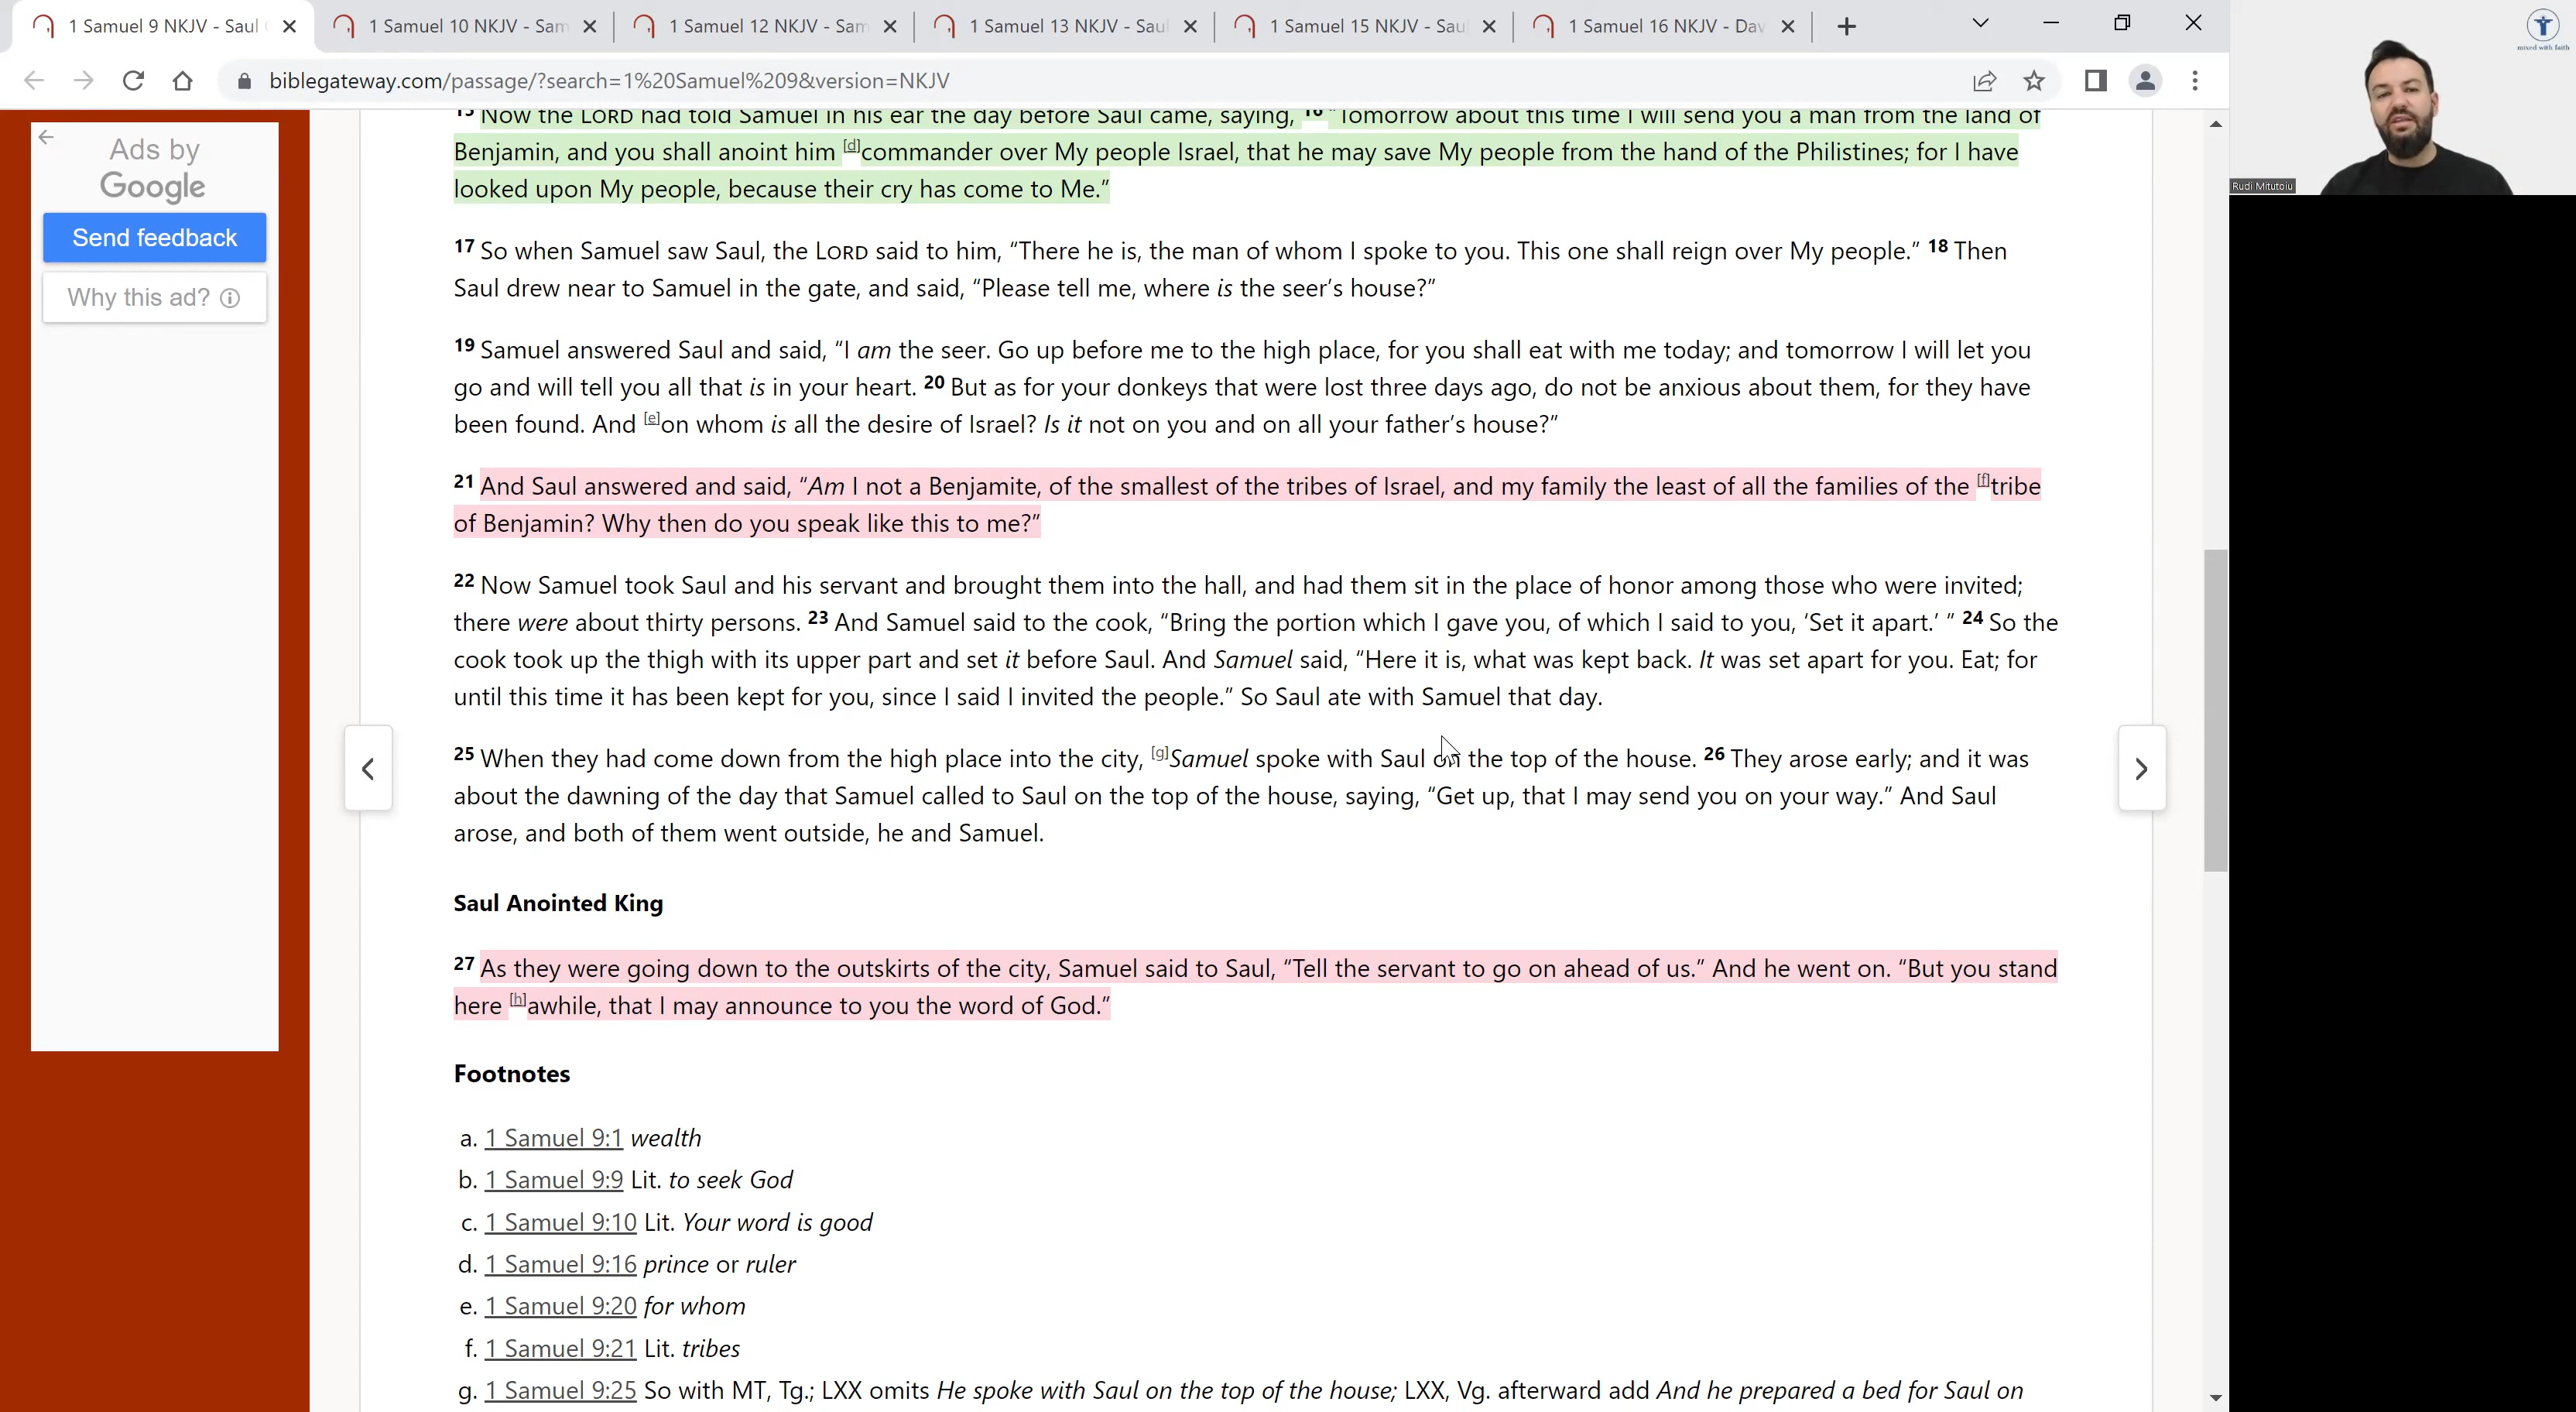 1 Samuel 9 NKJV - Saul
1 Samuel 10 NKJV - Sam
1 Samuel 12 NKJV - Sam
1 Samuel 13 NKJV - Saul
1 Samuel 15 NKJV - Sau
1 Samuel 16 NKJV - Dav
biblegateway.com/passage/?search=1%20Samuel%209&version=NKJV
mixed with faith
Rudi Mitutoiu
Ads by
Google
Send feedback
Why this ad?
15 Now the LORD had told Samuel in his ear the day before Saul came, saying, 16 “Tomorrow about this time I will send you a man from the land of
Benjamin, and you shall anoint him [d]commander over My people Israel, that he may save My people from the hand of the Philistines; for I have
looked upon My people, because their cry has come to Me.”
17 So when Samuel saw Saul, the LORD said to him, “There he is, the man of whom I spoke to you. This one shall reign over My people.” 18 Then
Saul drew near to Samuel in the gate, and said, “Please tell me, where is the seer’s house?”
19 Samuel answered Saul and said, “I am the seer. Go up before me to the high place, for you shall eat with me today; and tomorrow I will let you
go and will tell you all that is in your heart. 20 But as for your donkeys that were lost three days ago, do not be anxious about them, for they have
been found. And [e]on whom is all the desire of Israel? Is it not on you and on all your father’s house?”
21 And Saul answered and said, “Am I not a Benjamite, of the smallest of the tribes of Israel, and my family the least of all the families of the [f]tribe
of Benjamin? Why then do you speak like this to me?”
22 Now Samuel took Saul and his servant and brought them into the hall, and had them sit in the place of honor among those who were invited;
there were about thirty persons. 23 And Samuel said to the cook, “Bring the portion which I gave you, of which I said to you, ‘Set it apart.’ ” 24 So the
cook took up the thigh with its upper part and set it before Saul. And Samuel said, “Here it is, what was kept back. It was set apart for you. Eat; for
until this time it has been kept for you, since I said I invited the people.” So Saul ate with Samuel that day.
25 When they had come down from the high place into the city, [g]Samuel spoke with Saul on the top of the house. 26 They arose early; and it was
about the dawning of the day that Samuel called to Saul on the top of the house, saying, “Get up, that I may send you on your way.” And Saul
arose, and both of them went outside, he and Samuel.
Saul Anointed King
27 As they were going down to the outskirts of the city, Samuel said to Saul, “Tell the servant to go on ahead of us.” And he went on. “But you stand
here [h]awhile, that I may announce to you the word of God.”
Footnotes
a. 1 Samuel 9:1 wealth
b. 1 Samuel 9:9 Lit. to seek God
c. 1 Samuel 9:10 Lit. Your word is good
d. 1 Samuel 9:16 prince or ruler
e. 1 Samuel 9:20 for whom
f. 1 Samuel 9:21 Lit. tribes
g. 1 Samuel 9:25 So with MT, Tg.; LXX omits He spoke with Saul on the top of the house; LXX, Vg. afterward add And he prepared a bed for Saul on